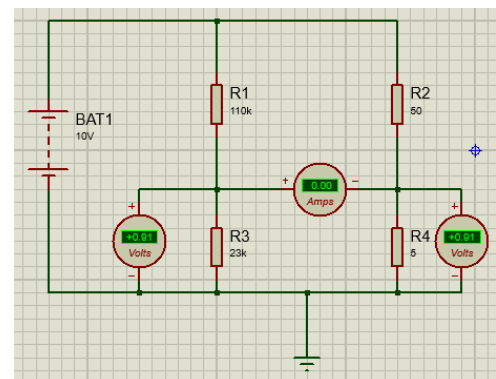 BAT1
10V
R1
110k
R2
50
+ 0.00 -
Amps
+
+0.91
Volts
-
R3
23k
R4
5
+
+0.91
Volts
-